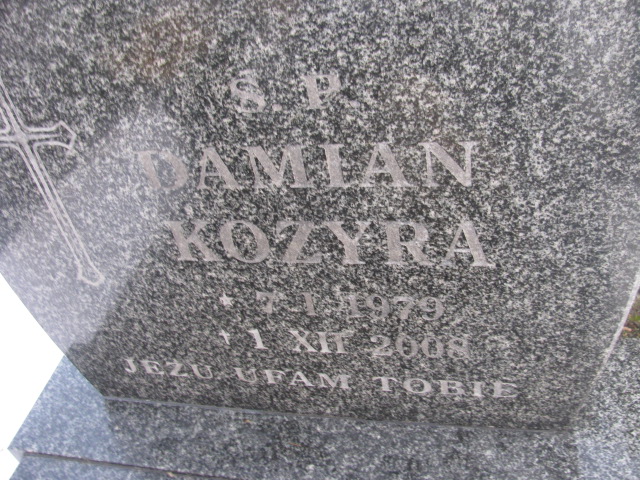 S. P.
DAMIAN
KOZYRA
* 7 I 1979
+ 1 XII 2008
JEZU UFAM TOBIE